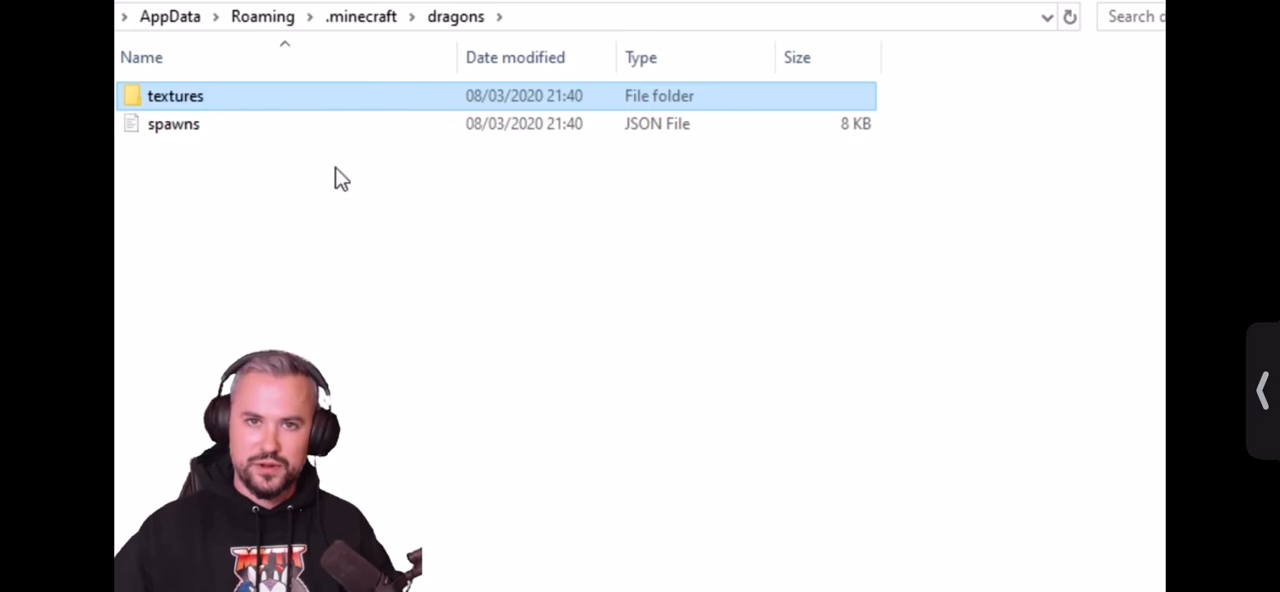 › AppData › Roaming › .minecraft › dragons ›
Search
Name Date modified Type Size
textures 08/03/2020 21:40 File folder
spawns 08/03/2020 21:40 JSON File 8 KB